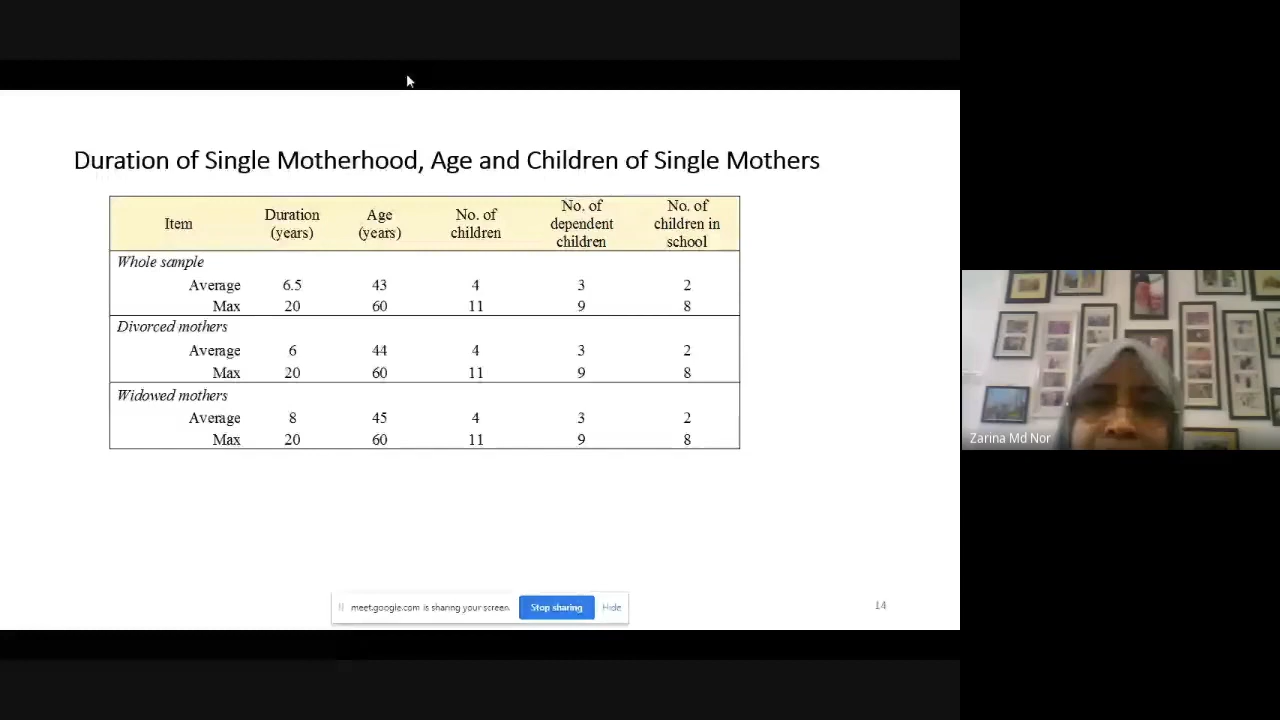 Duration of Single Motherhood, Age and Children of Single Mothers
Item Duration (years) Age (years) No. of children No. of dependent children No. of children in school
Whole sample
Average 6.5 43 4 3 2
Max 20 60 11 9 8
Divorced mothers
Average 6 44 4 3 2
Max 20 60 11 9 8
Widowed mothers
Average 8 45 4 3 2
Max 20 60 11 9 8
Zarina Md Nor
meet.google.com is sharing your screen. Stop sharing Hide
14